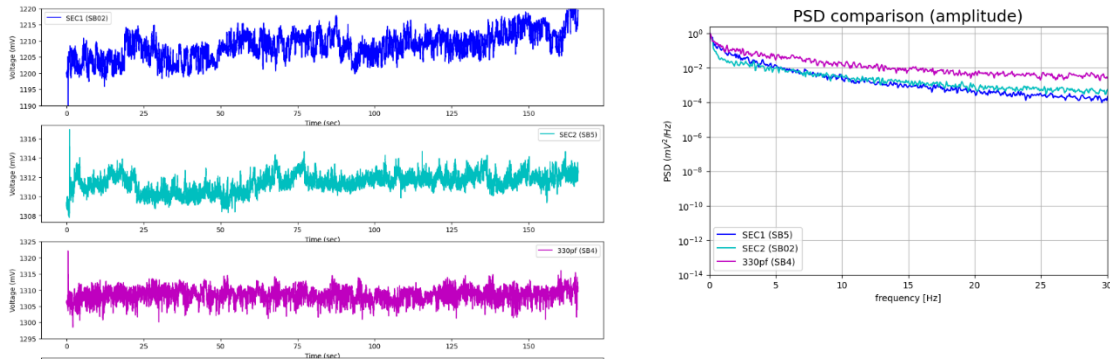 1220
1215
1210
1205
1200
1195
1190
Voltage (mV)
SEC1 (SB02)
0 25 50 75 100 125 150
Time (sec)
1316
1314
1312
1310
1308
Voltage (mV)
SEC2 (SB5)
0 25 50 75 100 125 150
Time (sec)
1325
1320
1315
1310
1305
1300
1295
Voltage (mV)
330pf (SB4)
0 25 50 75 100 125 150
Time (sec)
PSD comparison (amplitude)
10^0
10^-2
10^-4
10^-6
10^-8
10^-10
10^-12
10^-14
PSD (mV^2/Hz)
SEC1 (SB5)
SEC2 (SB02)
330pf (SB4)
0 5 10 15 20 25 30
frequency [Hz]